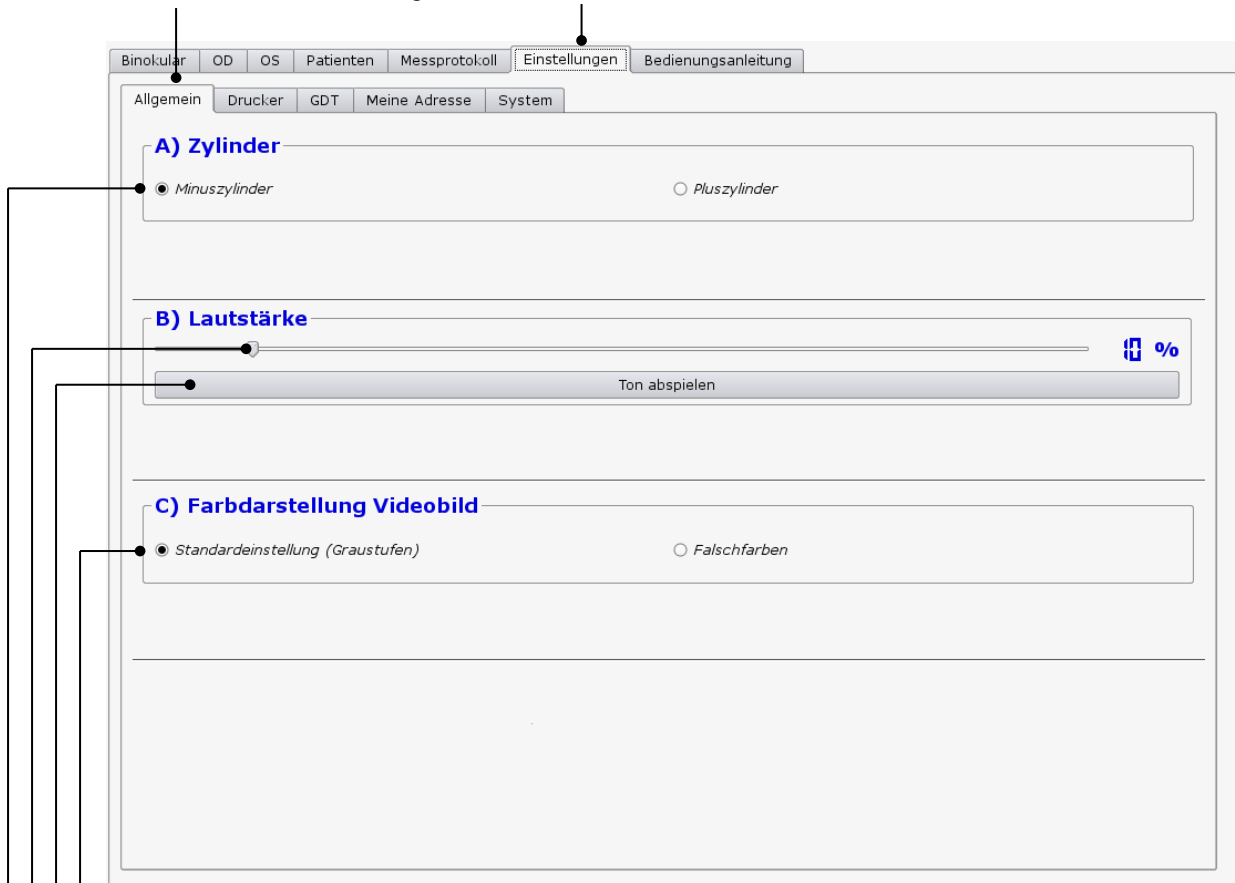 Binokular OD OS Patienten Messprotokoll Einstellungen Bedienungsanleitung
Allgemein Drucker GDT Meine Adresse System
A) Zylinder
Minuszylinder Pluszylinder
B) Lautstärke
10 %
Ton abspielen
C) Farbdarstellung Videobild
Standardeinstellung (Graustufen) Falschfarben